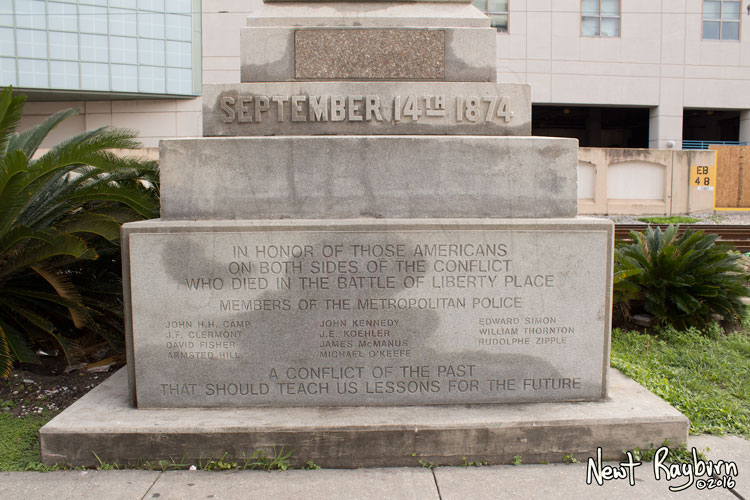 SEPTEMBER 14TH 1874
EB
48
IN HONOR OF THOSE AMERICANS
ON BOTH SIDES OF THE CONFLICT
WHO DIED IN THE BATTLE OF LIBERTY PLACE
MEMBERS OF THE METROPOLITAN POLICE
JOHN H.H. CAMP
J.F. CLERMONT
DAVID FISHER
ARMSTED HILL
JOHN KENNEDY
J.E. KOEHLER
JAMES McMANUS
MICHAEL O'KEEFE
EDWARD SIMON
WILLIAM THORNTON
RUDOLPHE ZIPPLE
A CONFLICT OF THE PAST
THAT SHOULD TEACH US LESSONS FOR THE FUTURE
Newt Rayburn
©2016